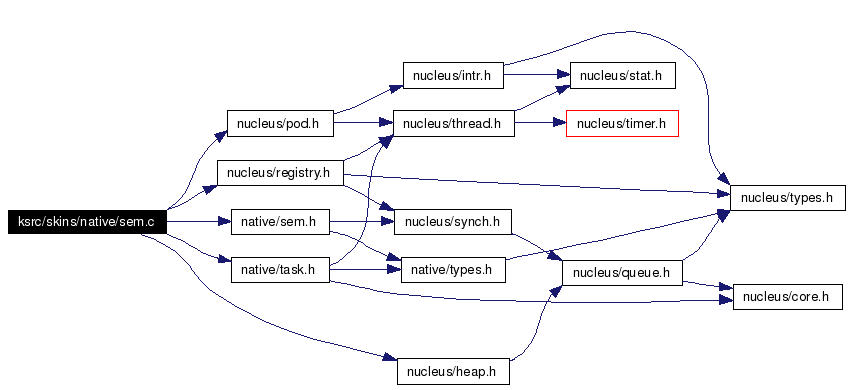 nucleus/intr.h
nucleus/stat.h
nucleus/pod.h
nucleus/thread.h
nucleus/timer.h
nucleus/registry.h
nucleus/types.h
ksrc/skins/native/sem.c
native/sem.h
nucleus/synch.h
native/task.h
native/types.h
nucleus/queue.h
nucleus/core.h
nucleus/heap.h